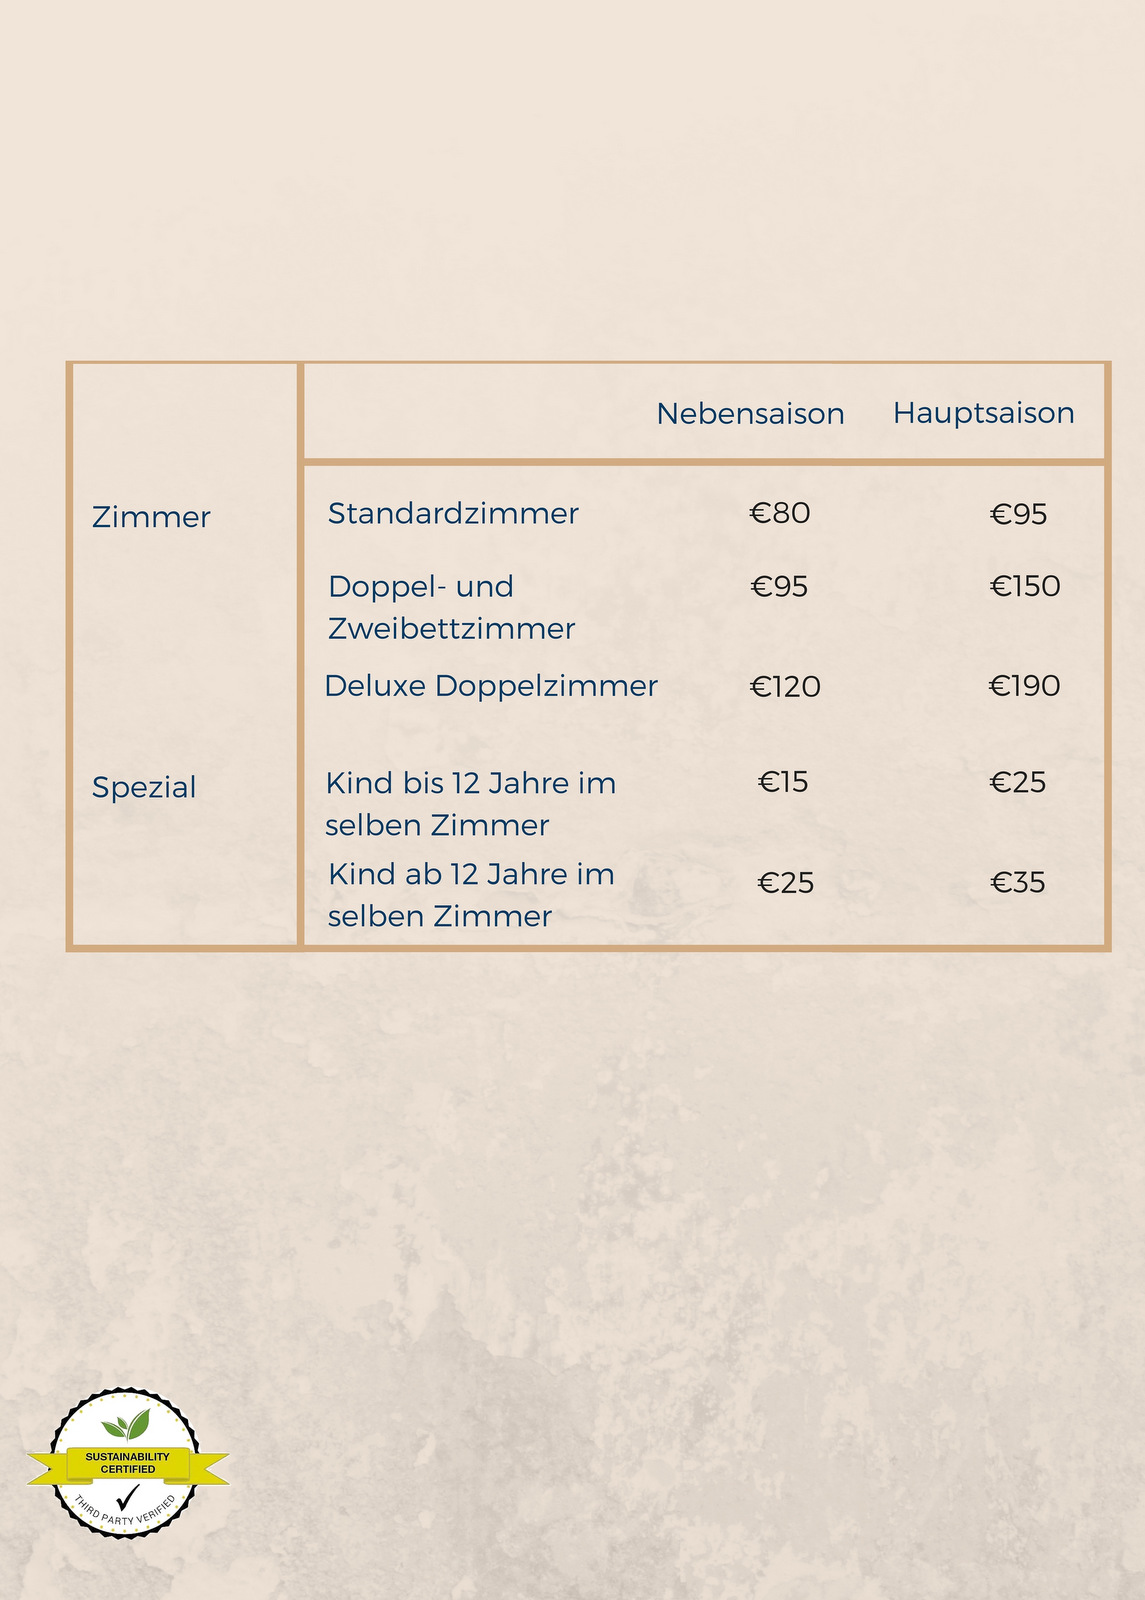 Nebensaison Hauptsaison
Zimmer Standardzimmer €80 €95
Doppel- und €95 €150
Zweibettzimmer
Deluxe Doppelzimmer €120 €190
Spezial Kind bis 12 Jahre im €15 €25
selben Zimmer
Kind ab 12 Jahre im €25 €35
selben Zimmer
SUSTAINABILITY
CERTIFIED
THIRD PARTY VERIFIED